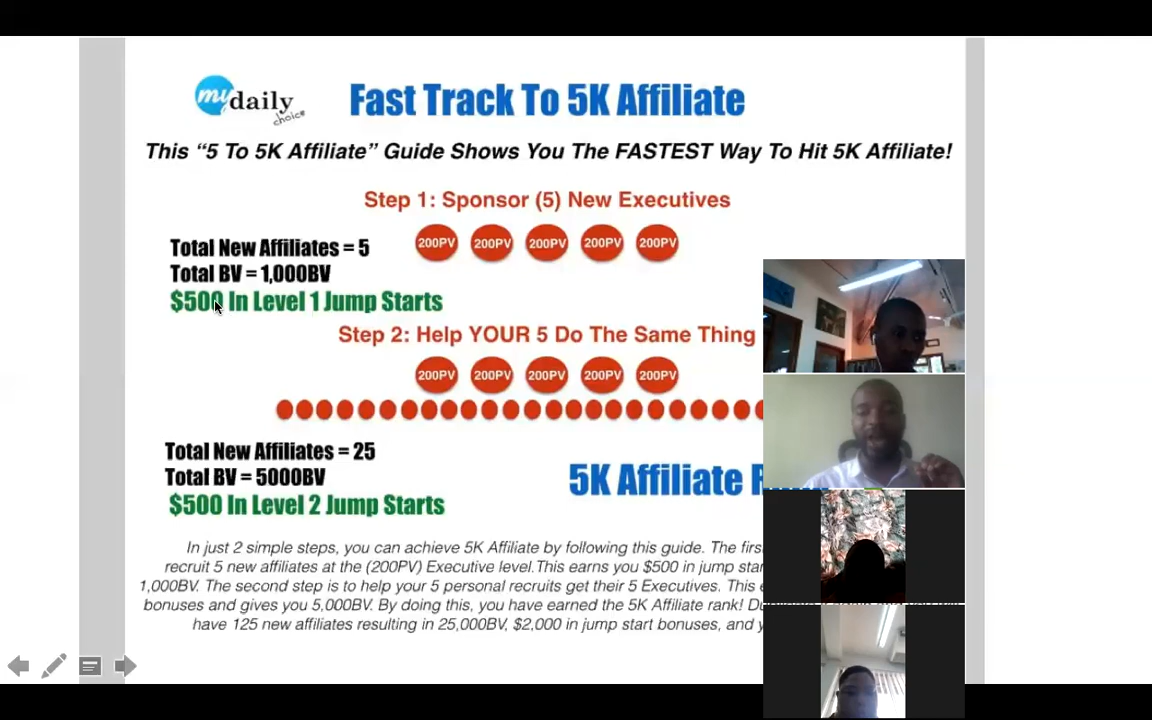 my daily choice
Fast Track To 5K Affiliate
This “5 To 5K Affiliate” Guide Shows You The FASTEST Way To Hit 5K Affiliate!
Step 1: Sponsor (5) New Executives
200PV 200PV 200PV 200PV 200PV
Total New Affiliates = 5
Total BV = 1,000BV
$500 In Level 1 Jump Starts
Step 2: Help YOUR 5 Do The Same Thing
200PV 200PV 200PV 200PV 200PV
Total New Affiliates = 25
Total BV = 5000BV
$500 In Level 2 Jump Starts
5K Affiliate
In just 2 simple steps, you can achieve 5K Affiliate by following this guide. The
recruit 5 new affiliates at the (200PV) Executive level.This earns you $500 in jump
1,000BV. The second step is to help your 5 personal recruits get their 5 Executives. This
bonuses and gives you 5,000BV. By doing this, you have earned the 5K Affiliate rank!
have 125 new affiliates resulting in 25,000BV, $2,000 in jump start bonuses, and